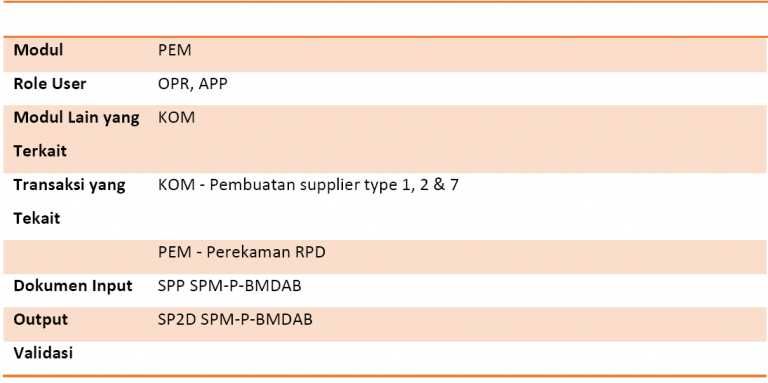 Modul PEM
Role User OPR, APP
Modul Lain yang KOM
Terkait
Transaksi yang KOM - Pembuatan supplier type 1, 2 & 7
Tekait
PEM - Perekaman RPD
Dokumen Input SPP SPM-P-BMDAB
Output SP2D SPM-P-BMDAB
Validasi